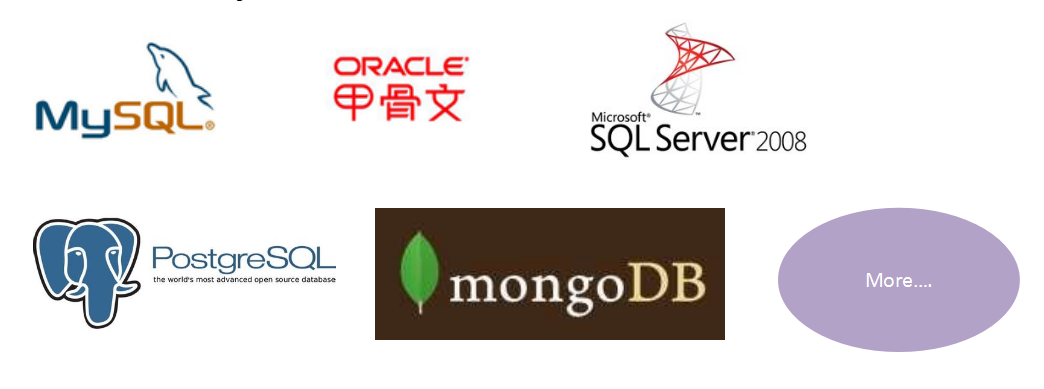 MySQL®
ORACLE®
甲骨文
Microsoft®
SQL Server®2008
PostgreSQL
the world's most advanced open source database
mongoDB
More....